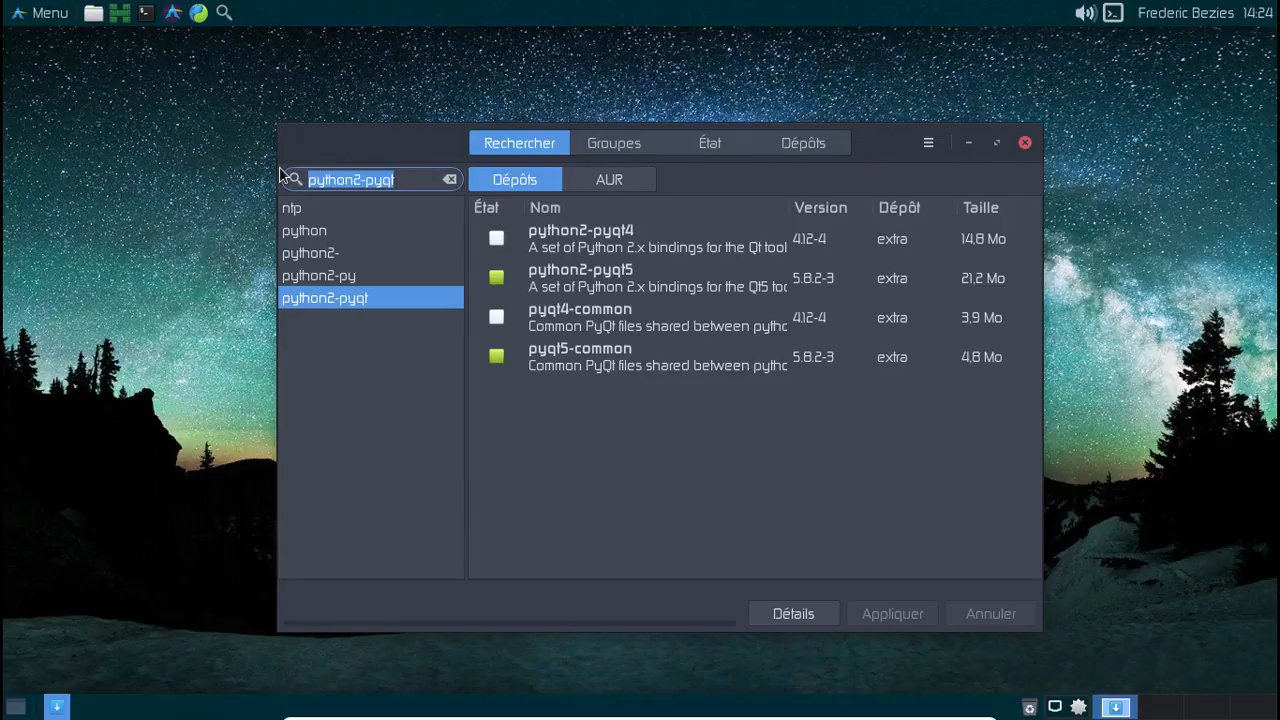 Menu
Frederic Bezies 14:24
Rechercher Groupes État Dépôts
python2-pyqt
Dépôts AUR
ntp
python
python2-
python2-py
python2-pyqt
État Nom Version Dépôt Taille
python2-pyqt4
A set of Python 2.x bindings for the Qt tool
4.12-4 extra 14,8 Mo
python2-pyqt5
A set of Python 2.x bindings for the Qt5 toc
5.8.2-3 extra 21,2 Mo
pyqt4-common
Common PyQt files shared between pythc
4.12-4 extra 3,9 Mo
pyqt5-common
Common PyQt files shared between pythc
5.8.2-3 extra 4,8 Mo
Détails Appliquer Annuler